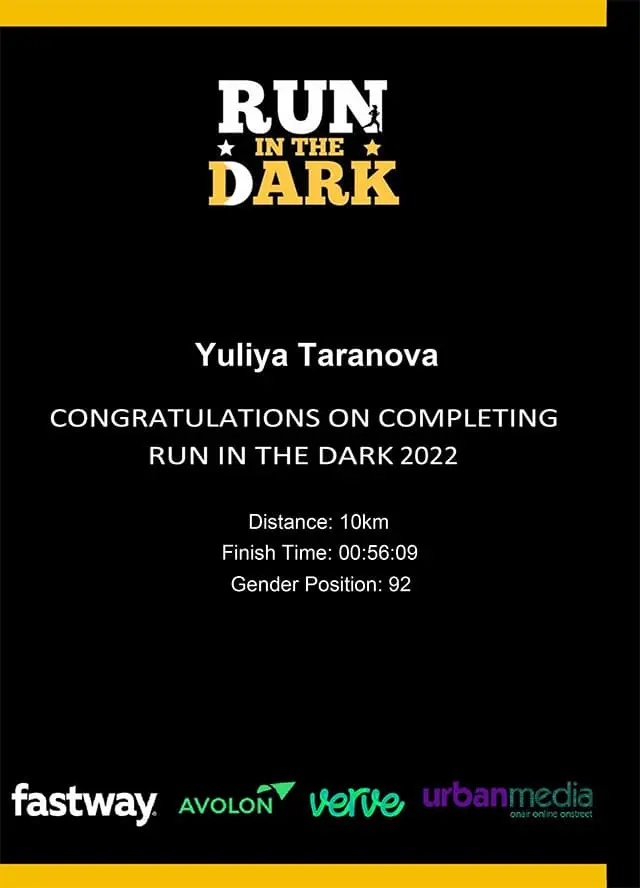 RUN
IN THE
DARK
Yuliya Taranova
CONGRATULATIONS ON COMPLETING
RUN IN THE DARK 2022
Distance: 10km
Finish Time: 00:56:09
Gender Position: 92
fastway
AVOLON
verve
urbanmedia
onair online onstreet